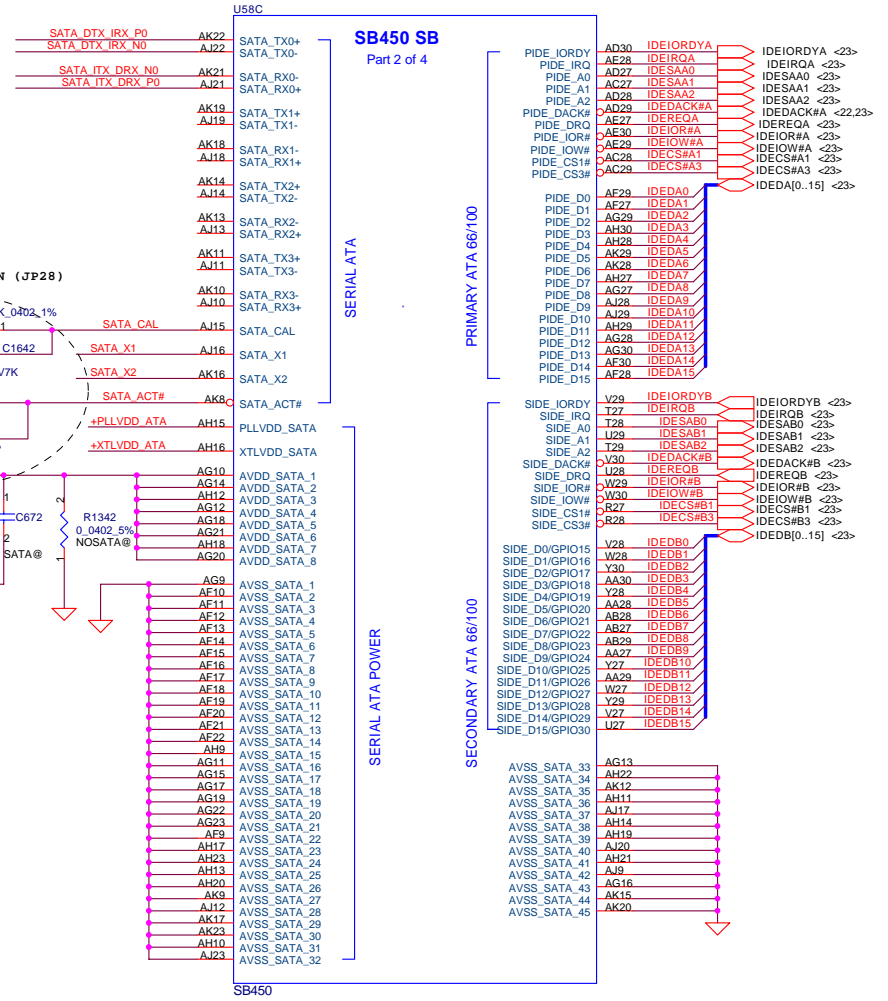 U58C
SB450 SB
Part 2 of 4
SATA_DTX_IRX_P0 AK22 SATA_TX0+
SATA_DTX_IRX_N0 AJ22 SATA_TX0-
SATA_ITX_DRX_N0 AK21 SATA_RX0-
SATA_ITX_DRX_P0 AJ21 SATA_RX0+
AK19 SATA_TX1+
AJ19 SATA_TX1-
AK18 SATA_RX1-
AJ18 SATA_RX1+
AK14 SATA_TX2+
AJ14 SATA_TX2-
AK13 SATA_RX2-
AJ13 SATA_RX2+
AK11 SATA_TX3+
AJ11 SATA_TX3-
AK10 SATA_RX3-
AJ10 SATA_RX3+
N (JP28)
K_0402_1%
1
SATA_CAL AJ15 SATA_CAL
C1642
SATA_X1 AJ16 SATA_X1
V7K
SATA_X2 AK16 SATA_X2
SATA_ACT# AK8 SATA_ACT#
+PLLVDD_ATA AH15 PLLVDD_SATA
+XTLVDD_ATA AH16 XTLVDD_SATA
SERIAL ATA
AG10 AVDD_SATA_1
AG14 AVDD_SATA_2
AH12 AVDD_SATA_3
AG12 AVDD_SATA_4
AG18 AVDD_SATA_5
AG21 AVDD_SATA_6
AH18 AVDD_SATA_7
AG20 AVDD_SATA_8
1
C672
2
SATA@
2
R1342
0_0402_5%
NOSATA@
1
AG9 AVSS_SATA_1
AF10 AVSS_SATA_2
AF11 AVSS_SATA_3
AF12 AVSS_SATA_4
AF13 AVSS_SATA_5
AF14 AVSS_SATA_6
AF15 AVSS_SATA_7
AF16 AVSS_SATA_8
AF17 AVSS_SATA_9
AF18 AVSS_SATA_10
AF19 AVSS_SATA_11
AF20 AVSS_SATA_12
AF21 AVSS_SATA_13
AF22 AVSS_SATA_14
AH9 AVSS_SATA_15
AG11 AVSS_SATA_16
AG15 AVSS_SATA_17
AG17 AVSS_SATA_18
AG19 AVSS_SATA_19
AG22 AVSS_SATA_20
AG23 AVSS_SATA_21
AF9 AVSS_SATA_22
AH17 AVSS_SATA_23
AH23 AVSS_SATA_24
AH13 AVSS_SATA_25
AH20 AVSS_SATA_26
AK9 AVSS_SATA_27
AJ12 AVSS_SATA_28
AK17 AVSS_SATA_29
AK23 AVSS_SATA_30
AH10 AVSS_SATA_31
AJ23 AVSS_SATA_32
SERIAL ATA POWER
PIDE_IORDY AD30 IDEIORDYA IDEIORDYA <23>
PIDE_IRQ AE28 IDEIRQA IDEIRQA <23>
PIDE_A0 AD27 IDESAA0 IDESAA0 <23>
PIDE_A1 AC27 IDESAA1 IDESAA1 <23>
PIDE_A2 AD28 IDESAA2 IDESAA2 <23>
PIDE_DACK# AD29 IDEDACK#A IDEDACK#A <22,23>
PIDE_DRQ AE27 IDEREQA IDEREQA <23>
PIDE_IOR# AE30 IDEIOR#A IDEIOR#A <23>
PIDE_IOW# AE29 IDEIOW#A IDEIOW#A <23>
PIDE_CS1# AC28 IDECS#A1 IDECS#A1 <23>
PIDE_CS3# AC29 IDECS#A3 IDECS#A3 <23>
IDEDA[0..15] <23>
PIDE_D0 AF29 IDEDA0
PIDE_D1 AF27 IDEDA1
PIDE_D2 AG29 IDEDA2
PIDE_D3 AH30 IDEDA3
PIDE_D4 AH28 IDEDA4
PIDE_D5 AK29 IDEDA5
PIDE_D6 AK28 IDEDA6
PIDE_D7 AH27 IDEDA7
PIDE_D8 AG27 IDEDA8
PIDE_D9 AJ28 IDEDA9
PIDE_D10 AJ29 IDEDA10
PIDE_D11 AH29 IDEDA11
PIDE_D12 AG28 IDEDA12
PIDE_D13 AG30 IDEDA13
PIDE_D14 AF30 IDEDA14
PIDE_D15 AF28 IDEDA15
PRIMARY ATA 66/100
SIDE_IORDY V29 IDEIORDYB IDEIORDYB <23>
SIDE_IRQ T27 IDEIRQB IDEIRQB <23>
SIDE_A0 T28 IDESAB0 IDESAB0 <23>
SIDE_A1 U29 IDESAB1 IDESAB1 <23>
SIDE_A2 T29 IDESAB2 IDESAB2 <23>
SIDE_DACK# V30 IDEDACK#B IDEDACK#B <23>
SIDE_DRQ U28 IDEREQB IDEREQB <23>
SIDE_IOR# W29 IDEIOR#B IDEIOR#B <23>
SIDE_IOW# W30 IDEIOW#B IDEIOW#B <23>
SIDE_CS1# R27 IDECS#B1 IDECS#B1 <23>
SIDE_CS3# R28 IDECS#B3 IDECS#B3 <23>
IDEDB[0..15] <23>
SIDE_D0/GPIO15 V28 IDEDB0
SIDE_D1/GPIO16 W28 IDEDB1
SIDE_D2/GPIO17 Y30 IDEDB2
SIDE_D3/GPIO18 AA30 IDEDB3
SIDE_D4/GPIO19 Y28 IDEDB4
SIDE_D5/GPIO20 AA28 IDEDB5
SIDE_D6/GPIO21 AB28 IDEDB6
SIDE_D7/GPIO22 AB27 IDEDB7
SIDE_D8/GPIO23 AB29 IDEDB8
SIDE_D9/GPIO24 AA27 IDEDB9
SIDE_D10/GPIO25 Y27 IDEDB10
SIDE_D11/GPIO26 AA29 IDEDB11
SIDE_D12/GPIO27 W27 IDEDB12
SIDE_D13/GPIO28 Y29 IDEDB13
SIDE_D14/GPIO29 V27 IDEDB14
SIDE_D15/GPIO30 U27 IDEDB15
SECONDARY ATA 66/100
AVSS_SATA_33 AG13
AVSS_SATA_34 AH22
AVSS_SATA_35 AK12
AVSS_SATA_36 AH11
AVSS_SATA_37 AJ17
AVSS_SATA_38 AH14
AVSS_SATA_39 AH19
AVSS_SATA_40 AJ20
AVSS_SATA_41 AH21
AVSS_SATA_42 AJ9
AVSS_SATA_43 AG16
AVSS_SATA_44 AK15
AVSS_SATA_45 AK20
SB450